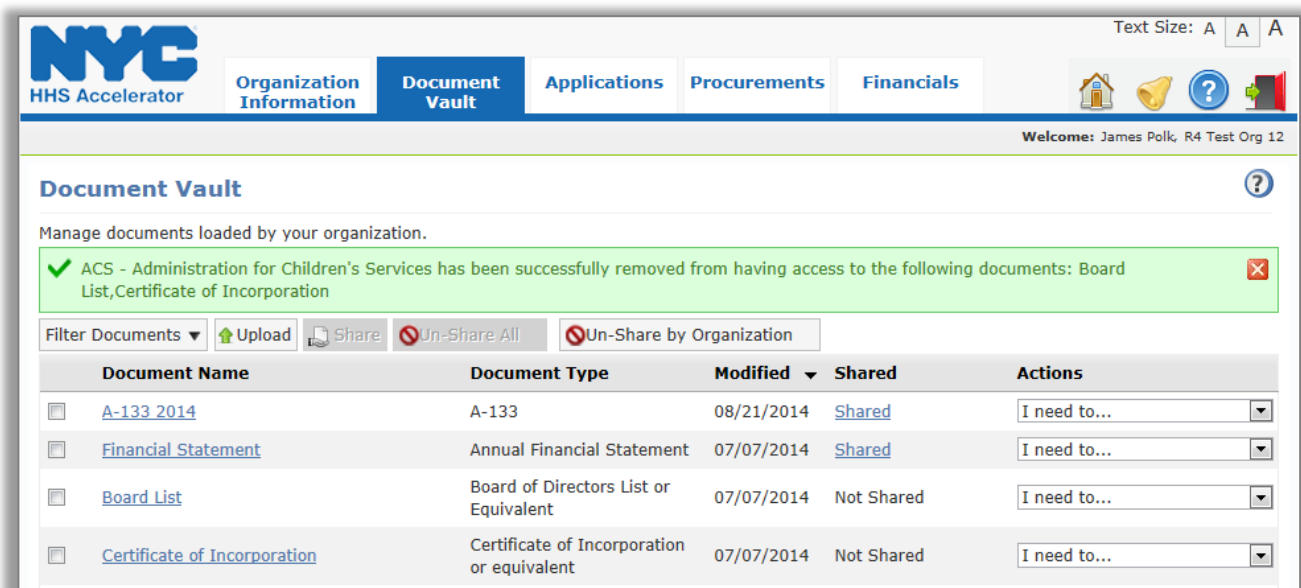 Text Size: A A A
NYC
HHS Accelerator
Organization
Information
Document
Vault
Applications
Procurements
Financials
?
Welcome: James Polk, R4 Test Org 12
Document Vault
?
Manage documents loaded by your organization.
ACS - Administration for Children's Services has been successfully removed from having access to the following documents: Board
List,Certificate of Incorporation
Filter Documents Upload Share Un-Share All Un-Share by Organization
Document Name Document Type Modified Shared Actions
A-133 2014 A-133 08/21/2014 Shared I need to...
Financial Statement Annual Financial Statement 07/07/2014 Shared I need to...
Board List Board of Directors List or
Equivalent 07/07/2014 Not Shared I need to...
Certificate of Incorporation Certificate of Incorporation
or equivalent 07/07/2014 Not Shared I need to...